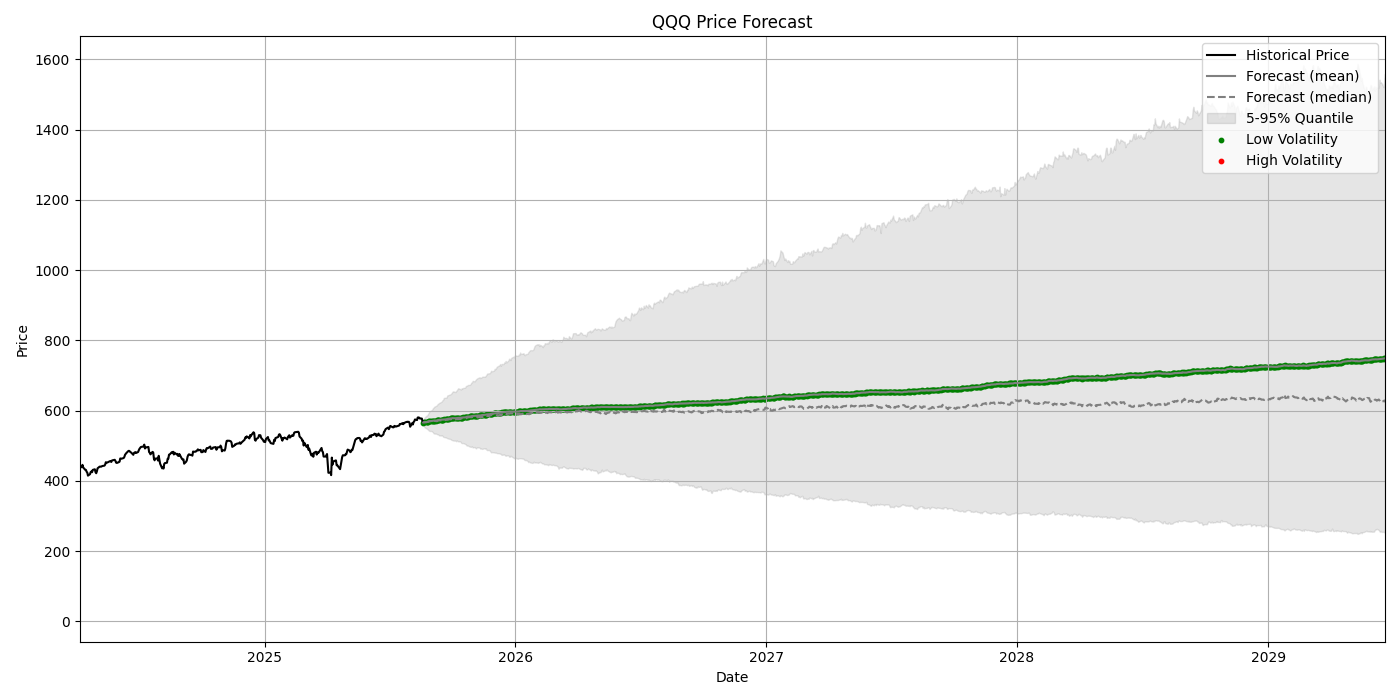 QQQ Price Forecast
Historical Price
Forecast (mean)
Forecast (median)
5-95% Quantile
Low Volatility
High Volatility
Price
1600
1400
1200
1000
800
600
400
200
0
2025
2026
2027
2028
2029
Date